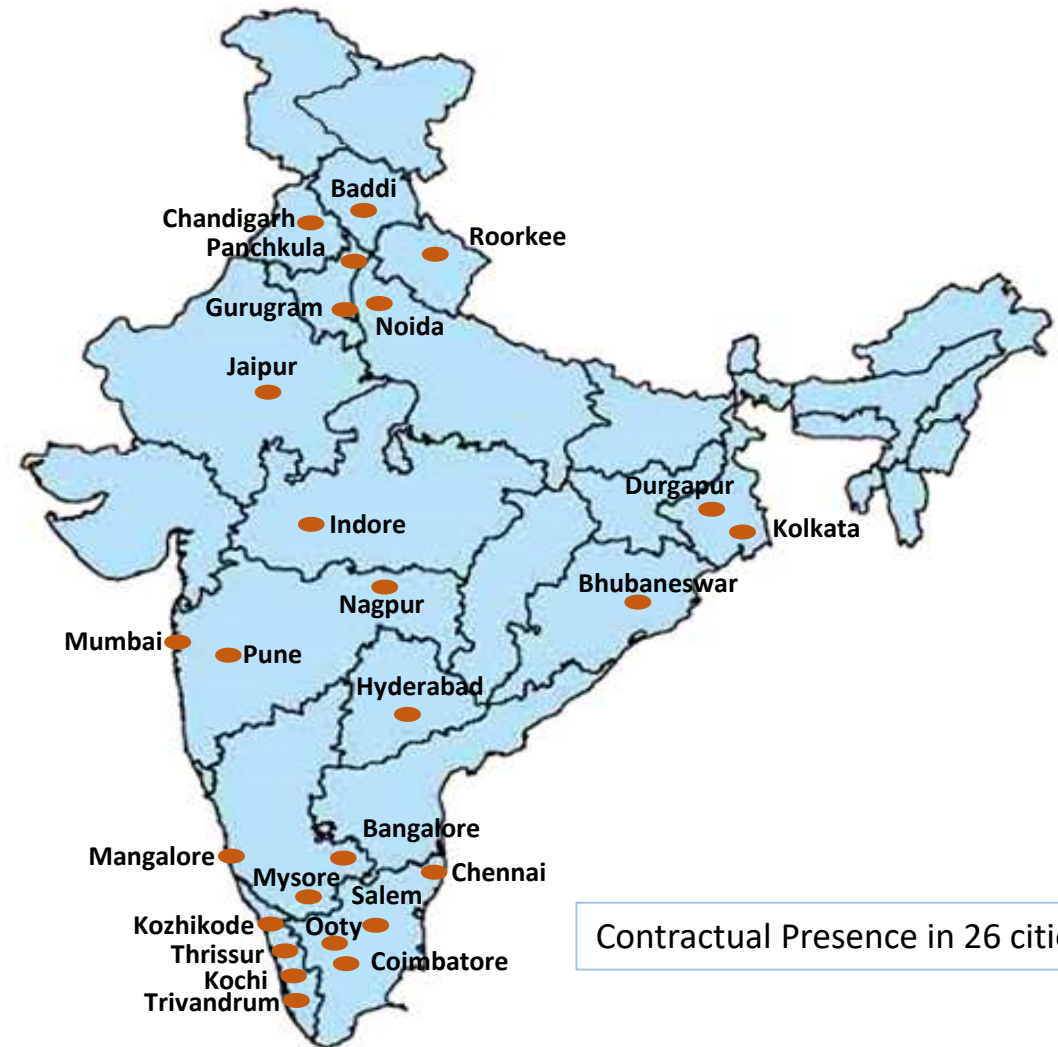 Baddi
Chandigarh
Roorkee
Panchkula
Gurugram
Noida
Jaipur
Durgapur
Indore
Kolkata
Bhubaneswar
Nagpur
Mumbai
Pune
Hyderabad
Bangalore
Mangalore
Chennai
Mysore
Salem
Kozhikode
Ooty
Thrissur
Coimbatore
Kochi
Trivandrum
Contractual Presence in 26 citi